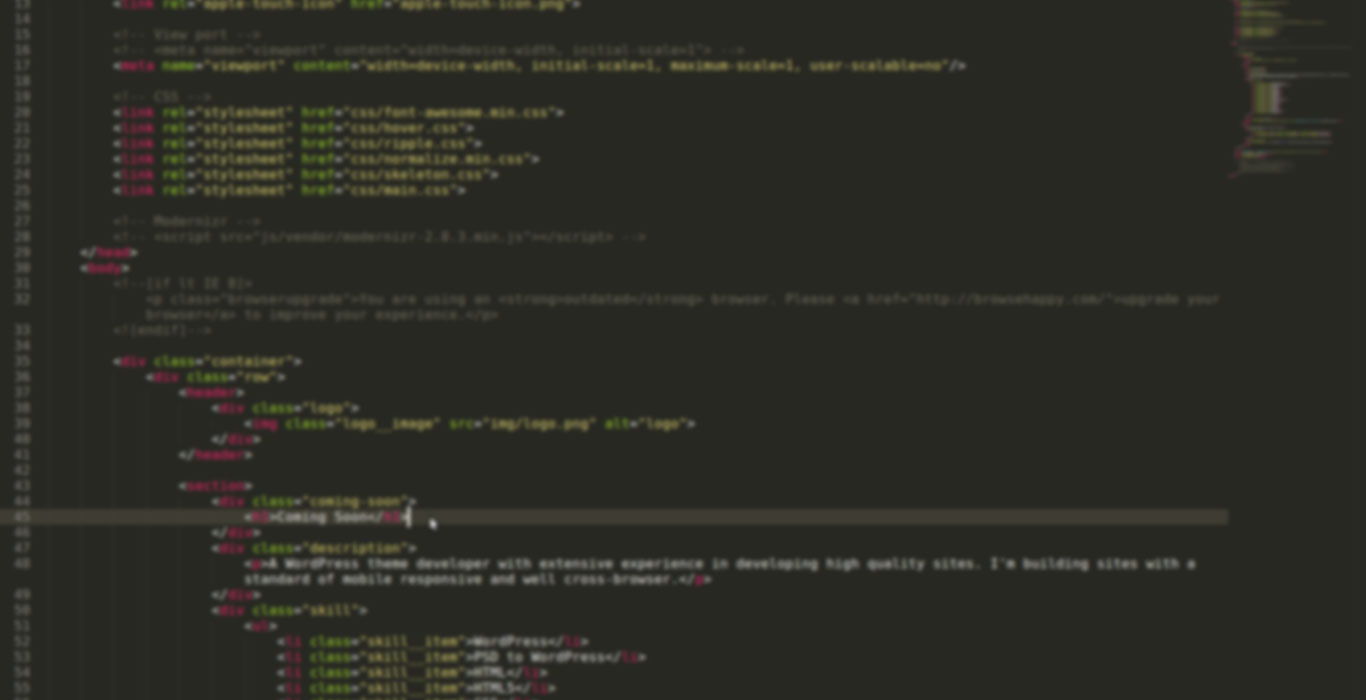 13 <link rel="apple-touch-icon" href="apple-touch-icon.png">
14
15 <!-- View port -->
16 <!-- <meta name="viewport" content="width=device-width, initial-scale=1"> -->
17 <meta name="viewport" content="width=device-width, initial-scale=1, maximum-scale=1, user-scalable=no"/>
18
19 <!-- CSS -->
20 <link rel="stylesheet" href="css/font-awesome.min.css">
21 <link rel="stylesheet" href="css/hover.css">
22 <link rel="stylesheet" href="css/ripple.css">
23 <link rel="stylesheet" href="css/normalize.min.css">
24 <link rel="stylesheet" href="css/skeleton.css">
25 <link rel="stylesheet" href="css/main.css">
26
27 <!-- Modernizr -->
28 <!-- <script src="js/vendor/modernizr-2.8.3.min.js"></script> -->
29 </head>
30 <body>
31 <!--[if lt IE 8]>
32 <p class="browserupgrade">You are using an <strong>outdated</strong> browser. Please <a href="http://browsehappy.com/">upgrade your
browser</a> to improve your experience.</p>
33 <![endif]-->
34
35 <div class="container">
36 <div class="row">
37 <header>
38 <div class="logo">
39 <img class="logo__image" src="img/logo.png" alt="logo">
40 </div>
41 </header>
42
43 <section>
44 <div class="coming-soon">
45 >Coming Soon</
46 </div>
47 <div class="description">
48 <p>A WordPress theme developer with extensive experience in developing high quality sites. I'm building sites with a
standard of mobile responsive and well cross-browser.</p>
49 </div>
50 <div class="skill">
51 <ul>
52 <li class="skill__item">WordPress</li>
53 <li class="skill__item">PSD to WordPress</li>
54 <li class="skill__item">HTML</li>
55 <li class="skill__item">HTML5</li>